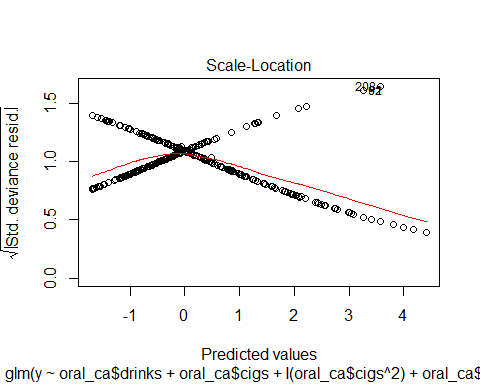 Scale-Location
√|Std. deviance resid.|
0.0 0.5 1.0 1.5
208
-1 0 1 2 3 4
Predicted values
glm(y ~ oral_ca$drinks + oral_ca$cigs + I(oral_ca$cigs^2) + oral_ca$